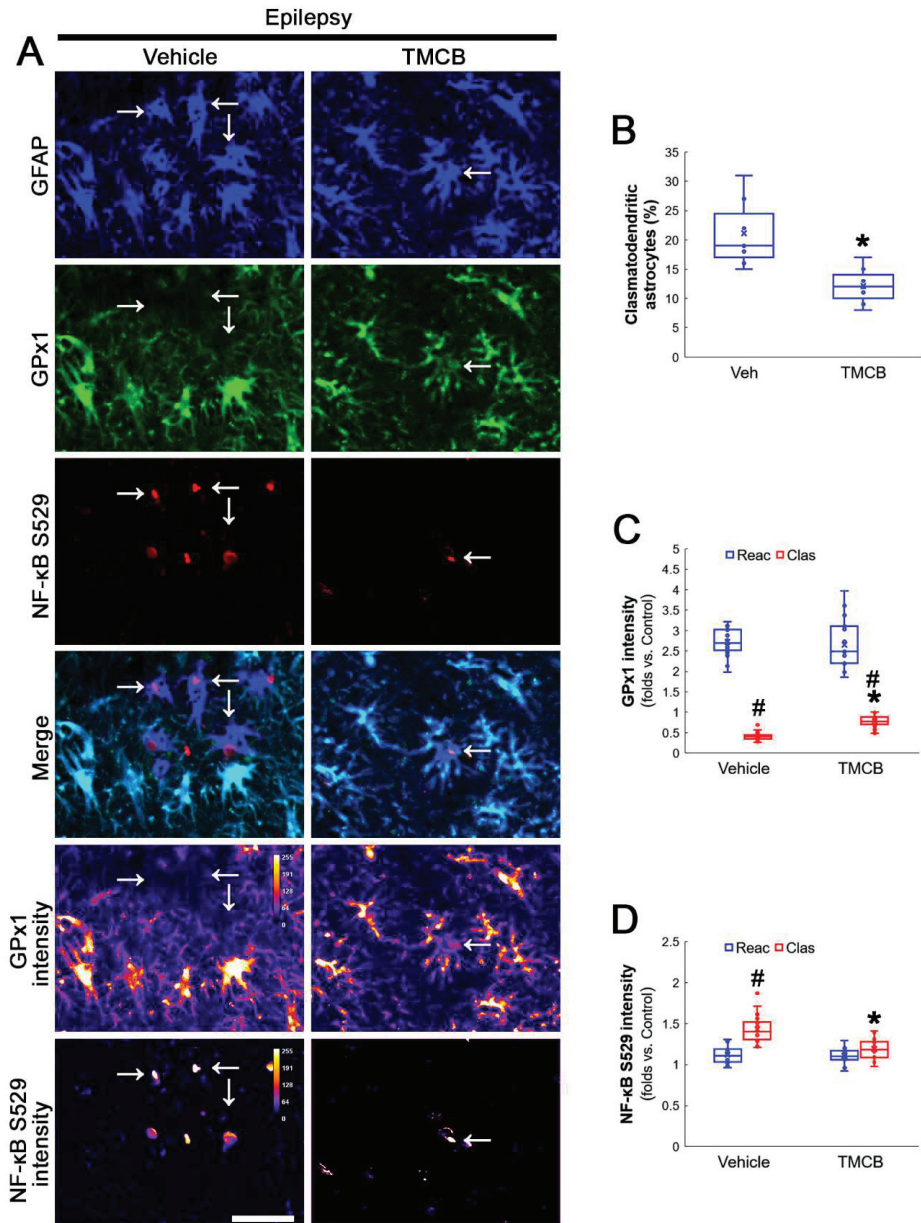 Epilepsy
A
Vehicle
TMCB
GFAP
GPx1
NF-κB S529
Merge
GPx1
intensity
255
191
128
64
0
NF-κB S529
intensity
255
191
128
64
0
B
Clasmatodendritic
astrocytes (%)
35
30
25
20
15
10
5
0
*
Veh
TMCB
C
GPx1 intensity
(folds vs. Control)
Reac
Clas
5
4.5
4
3.5
3
2.5
2
1.5
1
0.5
0
#
#
*
Vehicle
TMCB
D
NF-κB S529 intensity
(folds vs. Control)
Reac
Clas
2.5
2
1.5
1
0.5
0
#
*
Vehicle
TMCB